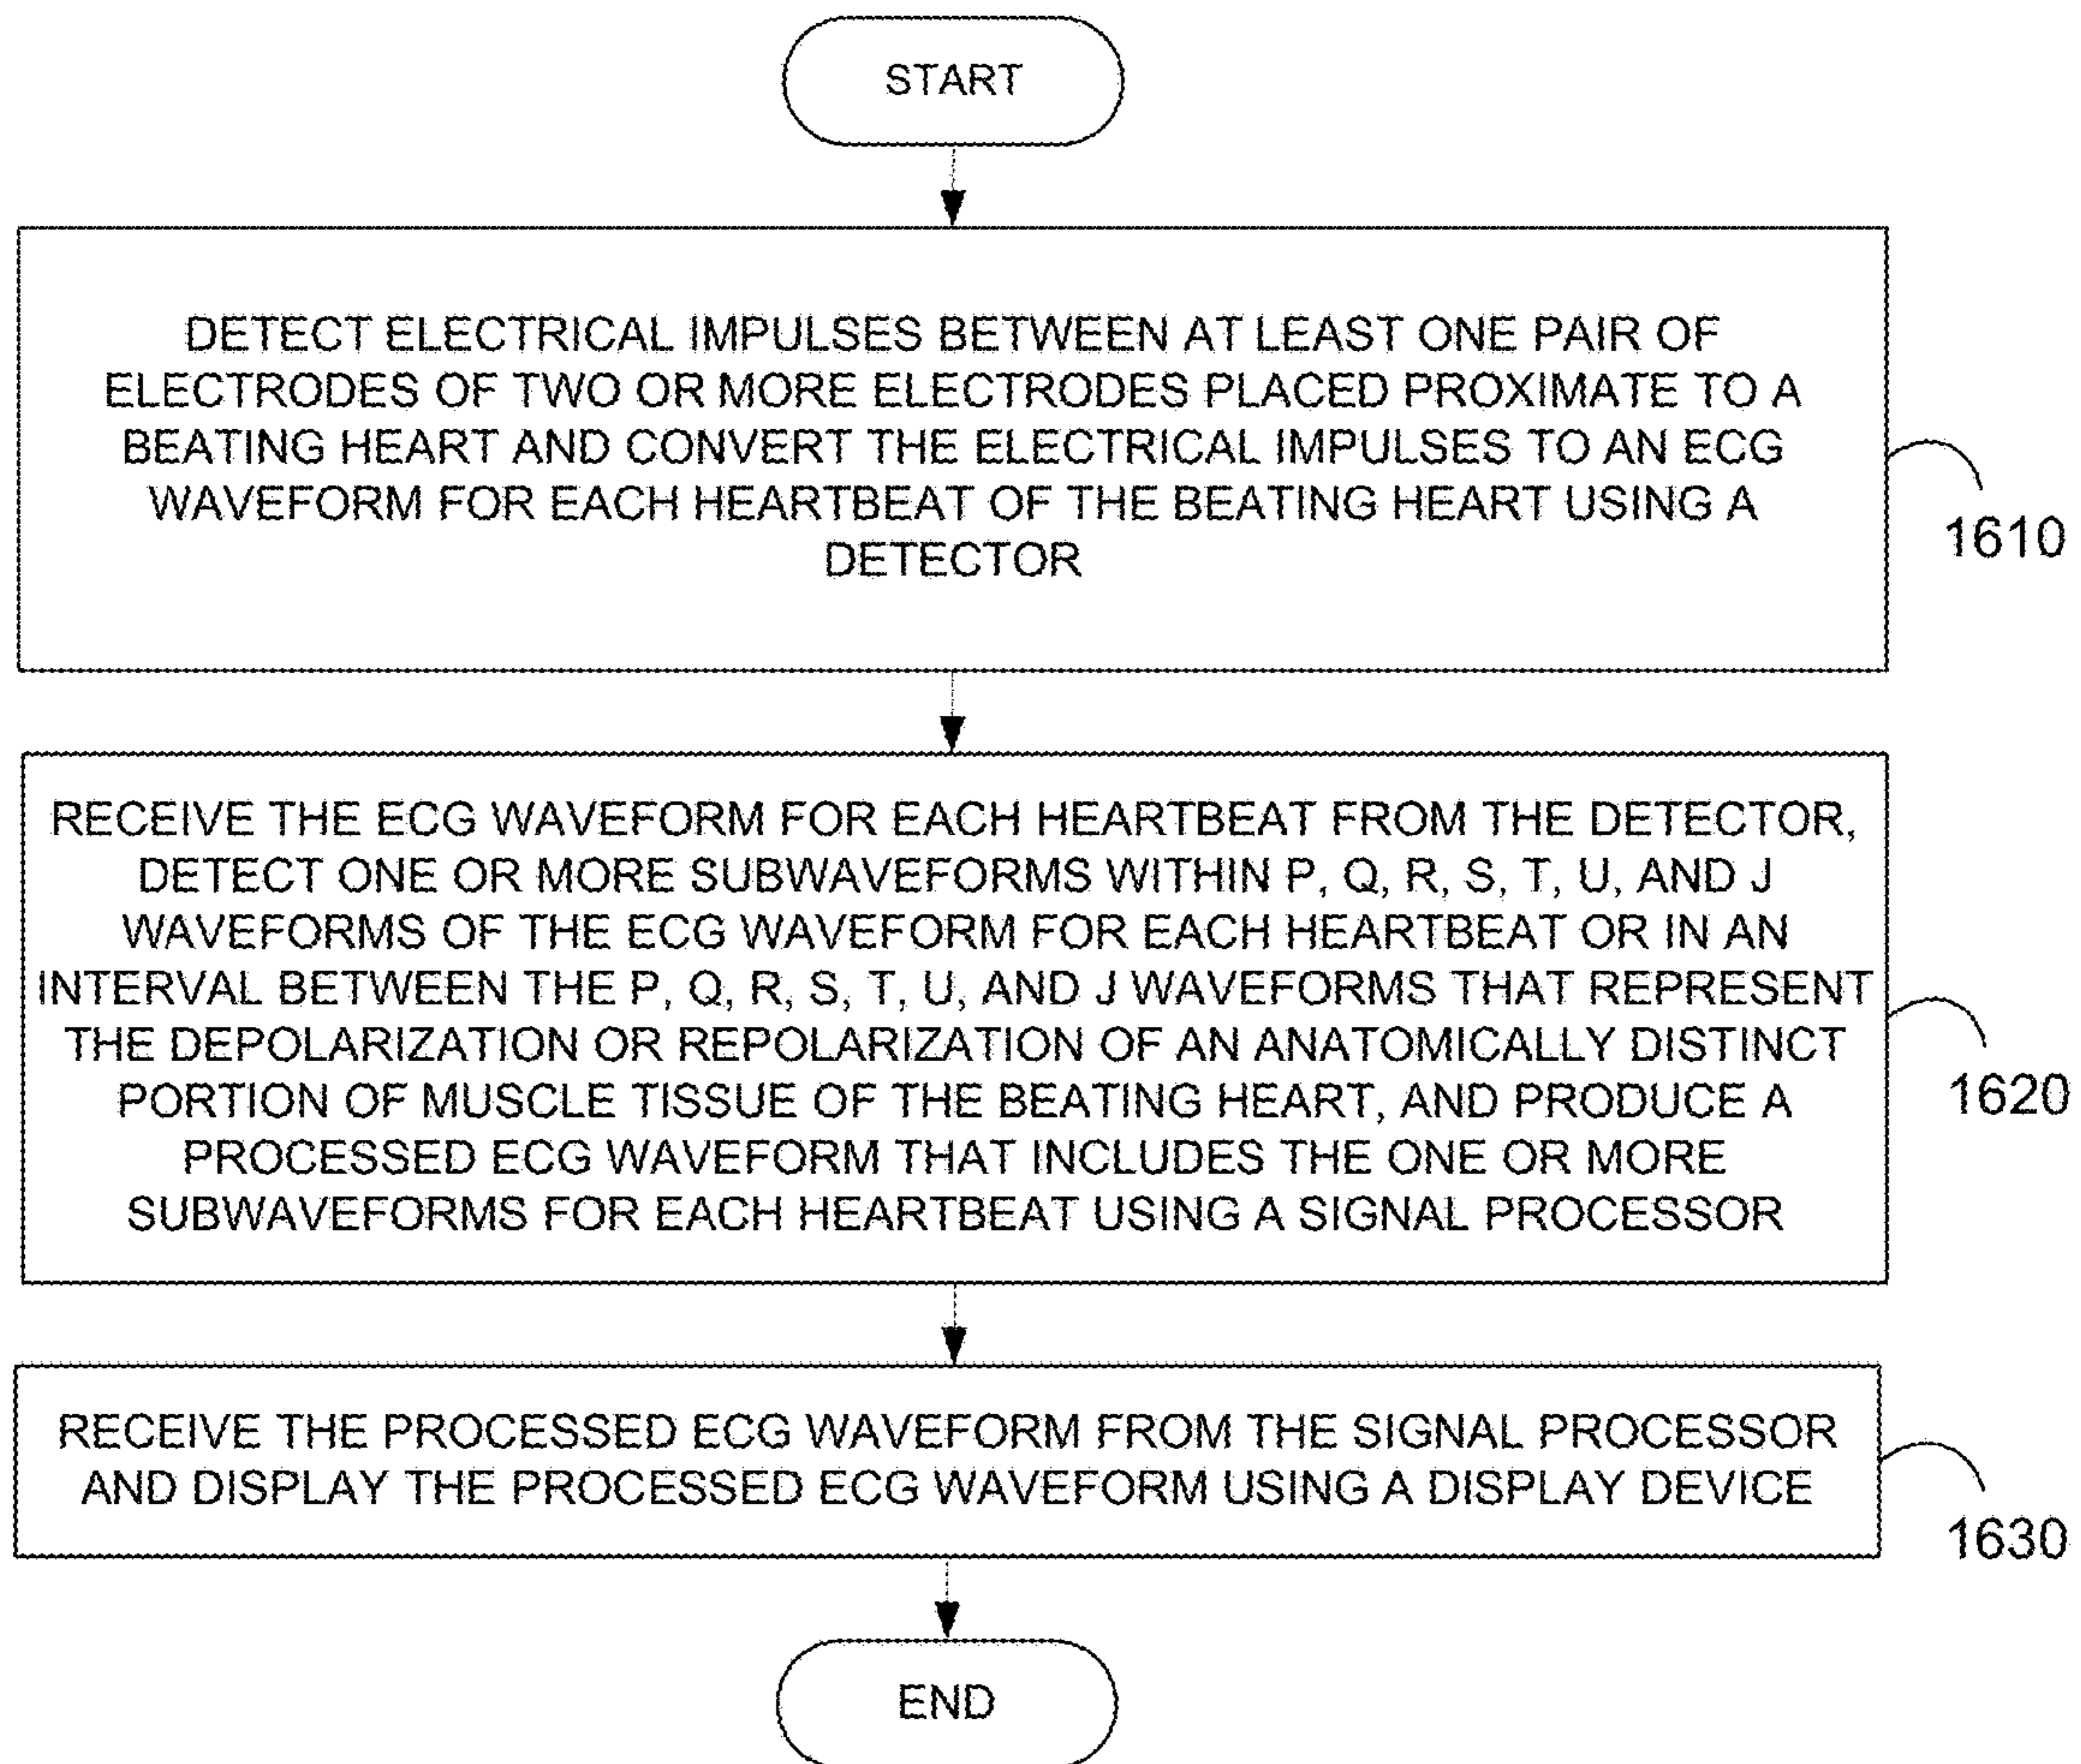 START
DETECT ELECTRICAL IMPULSES BETWEEN AT LEAST ONE PAIR OF
ELECTRODES OF TWO OR MORE ELECTRODES PLACED PROXIMATE TO A
BEATING HEART AND CONVERT THE ELECTRICAL IMPULSES TO AN ECG
WAVEFORM FOR EACH HEARTBEAT OF THE BEATING HEART USING A
DETECTOR
1610
RECEIVE THE ECG WAVEFORM FOR EACH HEARTBEAT FROM THE DETECTOR,
DETECT ONE OR MORE SUBWAVEFORMS WITHIN P, Q, R, S, T, U, AND J
WAVEFORMS OF THE ECG WAVEFORM FOR EACH HEARTBEAT OR IN AN
INTERVAL BETWEEN THE P, Q, R, S, T, U, AND J WAVEFORMS THAT REPRESENT
THE DEPOLARIZATION OR REPOLARIZATION OF AN ANATOMICALLY DISTINCT
PORTION OF MUSCLE TISSUE OF THE BEATING HEART, AND PRODUCE A
PROCESSED ECG WAVEFORM THAT INCLUDES THE ONE OR MORE
SUBWAVEFORMS FOR EACH HEARTBEAT USING A SIGNAL PROCESSOR
1620
RECEIVE THE PROCESSED ECG WAVEFORM FROM THE SIGNAL PROCESSOR
AND DISPLAY THE PROCESSED ECG WAVEFORM USING A DISPLAY DEVICE
1630
END